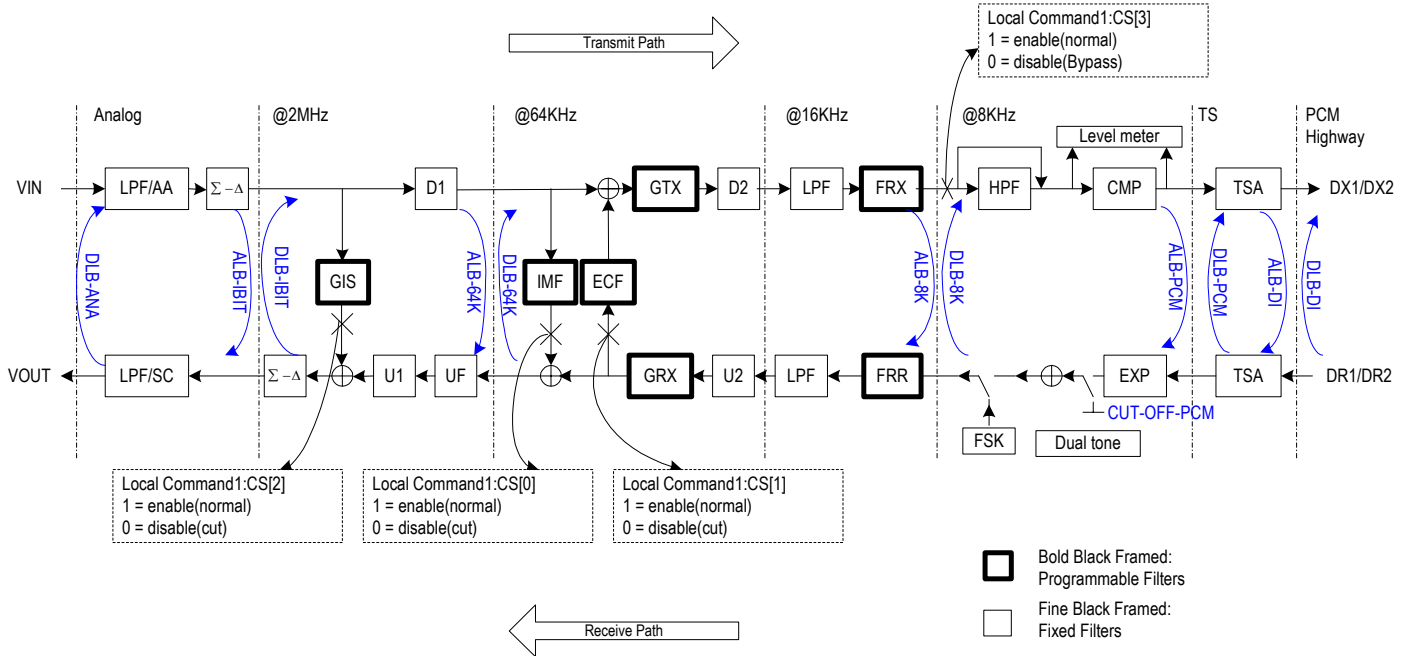 Transmit Path
Local Command1:CS[3]
1 = enable(normal)
0 = disable(Bypass)
Analog
@2MHz
@64KHz
@16KHz
@8KHz
TS
PCM
Highway
Level meter
VIN
LPF/AA
Σ −Δ
D1
GTX
D2
LPF
FRX
HPF
CMP
TSA
DX1/DX2
DLB-ANA
ALB-IBIT
DLB-IBIT
GIS
ALB-64K
DLB-64K
IMF
ECF
ALB-8K
DLB-8K
ALB-PCM
DLB-PCM
ALB-DI
DLB-DI
VOUT
LPF/SC
Σ −Δ
U1
UF
GRX
U2
LPF
FRR
EXP
TSA
DR1/DR2
CUT-OFF-PCM
FSK
Dual tone
Local Command1:CS[2]
1 = enable(normal)
0 = disable(cut)
Local Command1:CS[0]
1 = enable(normal)
0 = disable(cut)
Local Command1:CS[1]
1 = enable(normal)
0 = disable(cut)
Bold Black Framed:
Programmable Filters
Fine Black Framed:
Fixed Filters
Receive Path